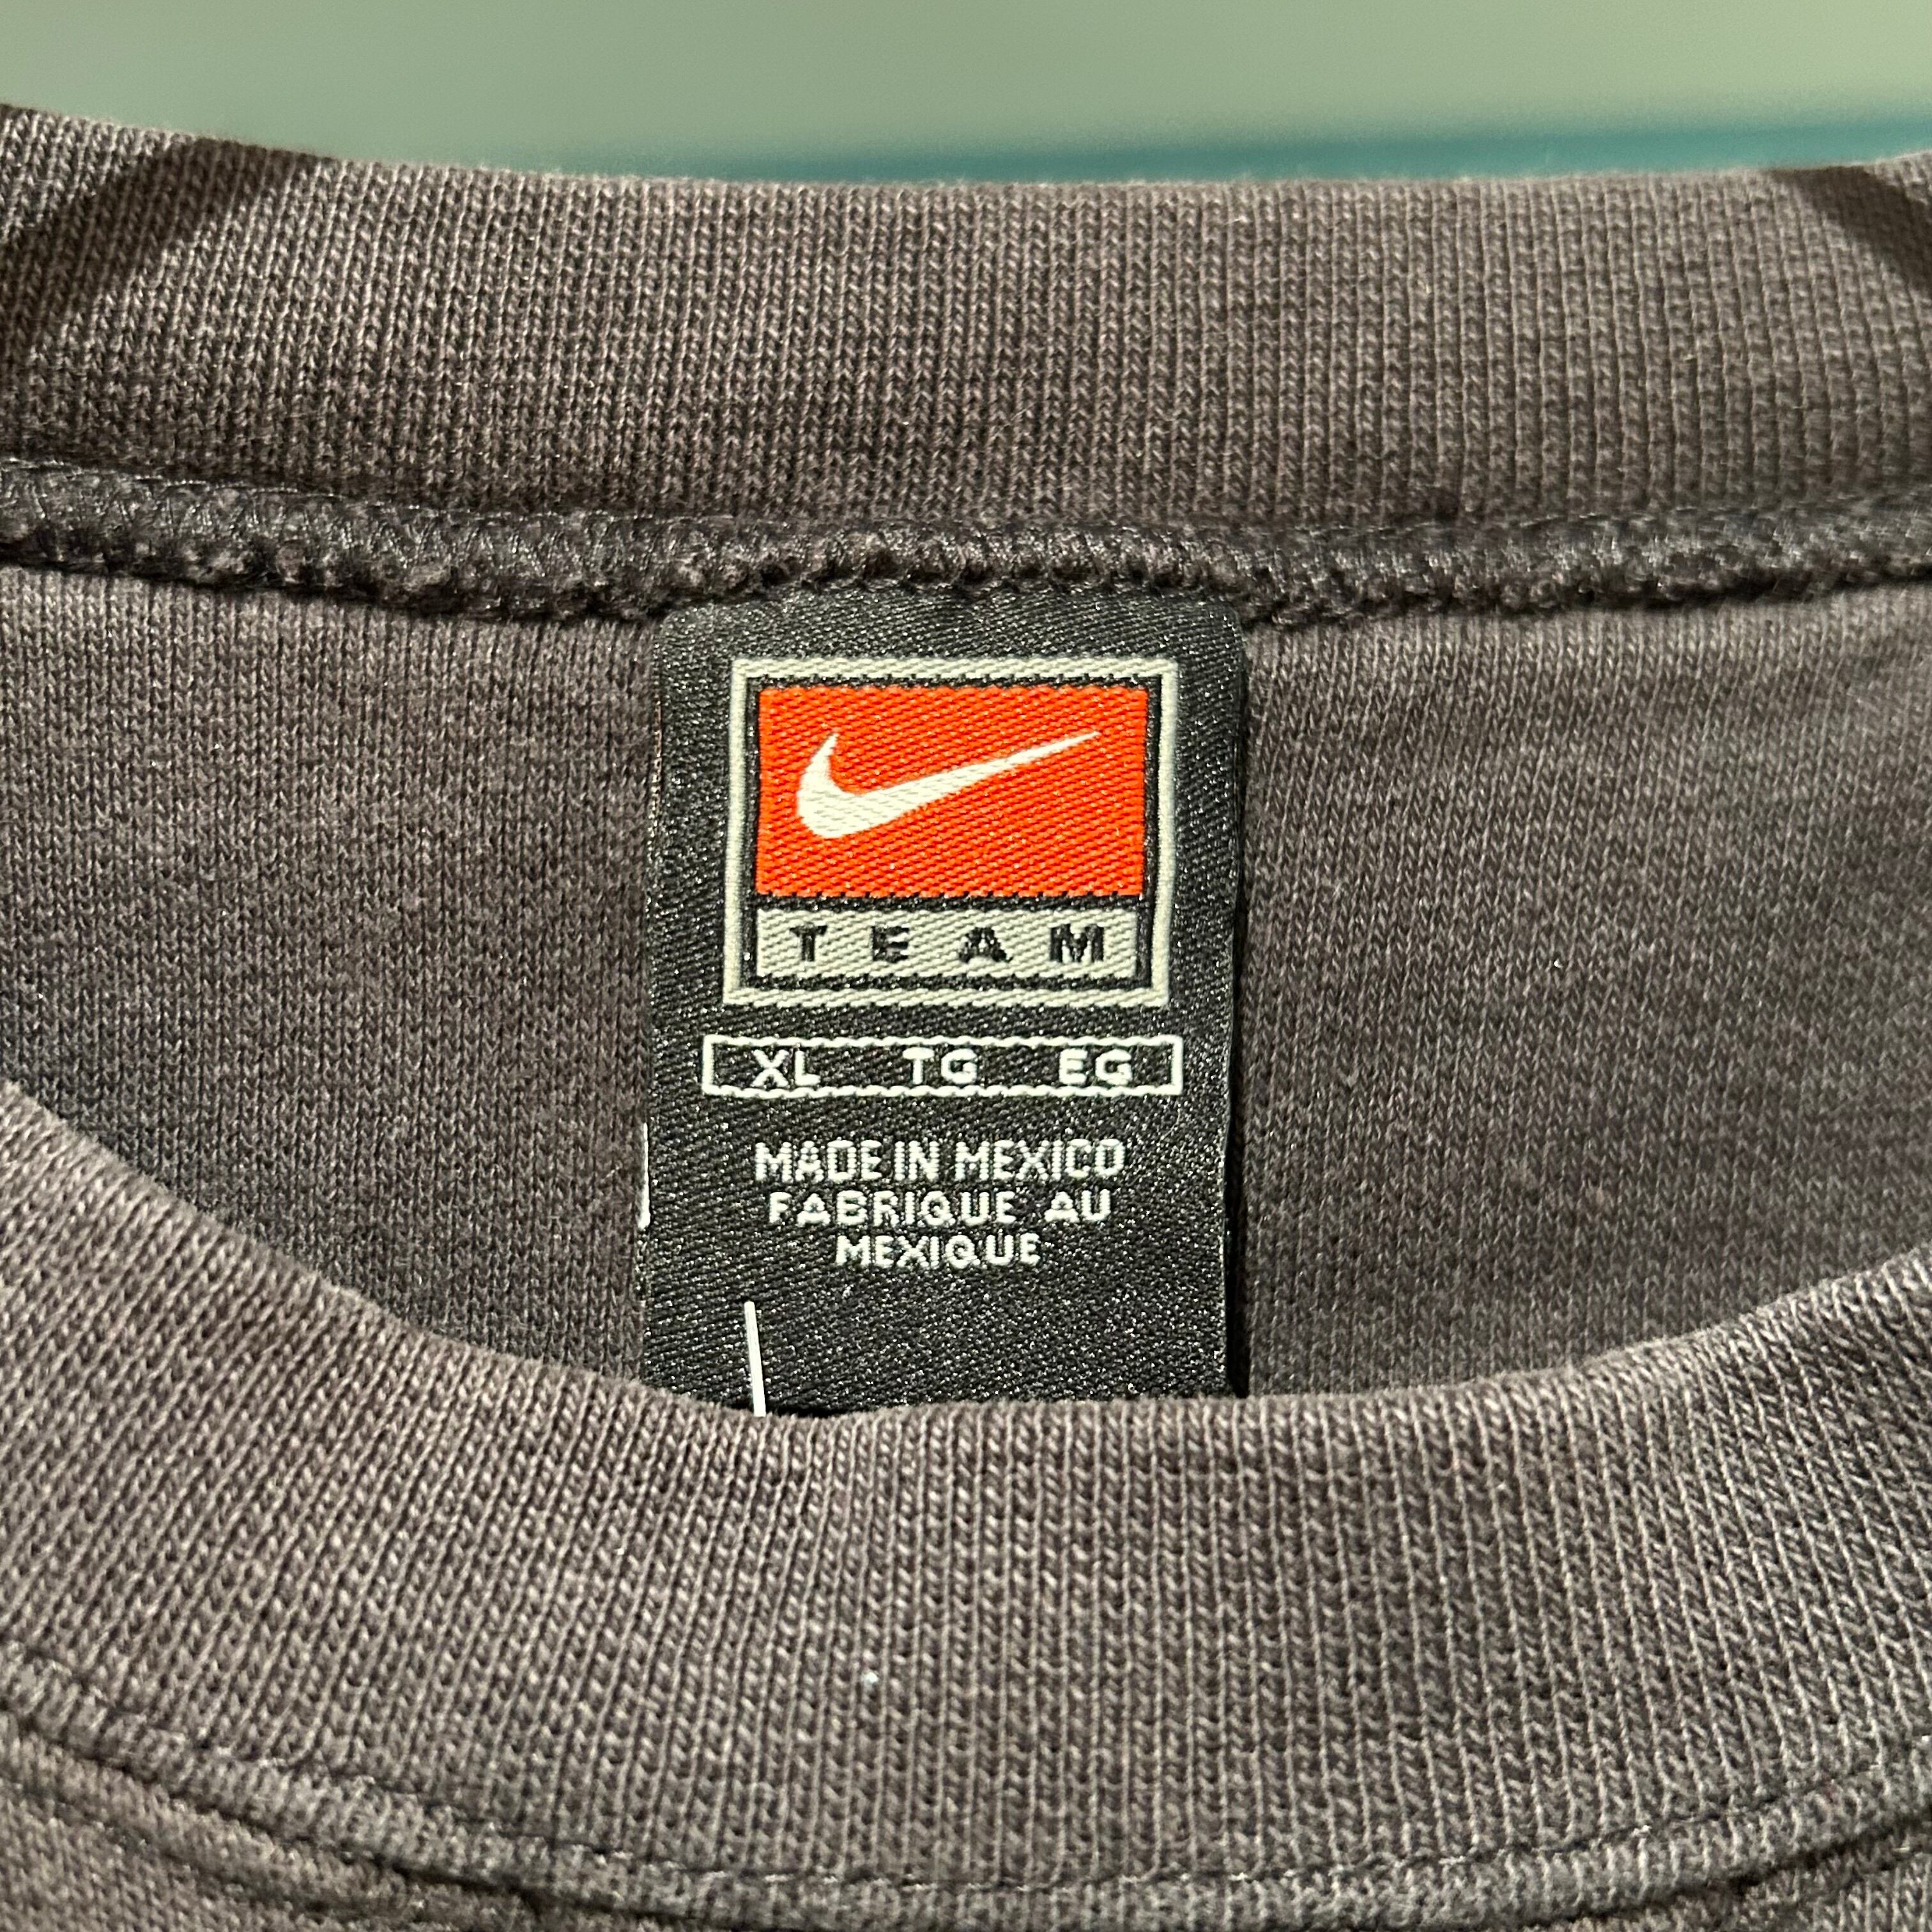 TEAM
XL TG EG
MADE IN MEXICO
FABRIQUE AU
MEXIQUE